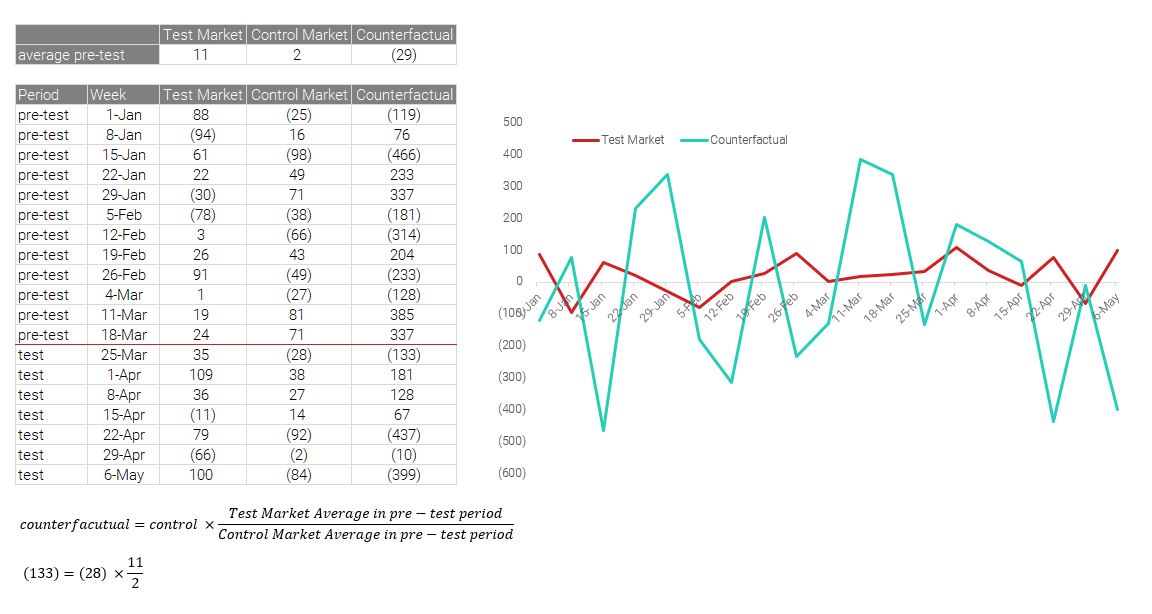 Test Market Control Market Counterfactual
average pre-test 11 2 (29)
Period Week Test Market Control Market Counterfactual
pre-test 1-Jan 88 (25) (119)
pre-test 8-Jan (94) 16 76
pre-test 15-Jan 61 (98) (466)
pre-test 22-Jan 22 49 233
pre-test 29-Jan (30) 71 337
pre-test 5-Feb (78) (38) (181)
pre-test 12-Feb 3 (66) (314)
pre-test 19-Feb 26 43 204
pre-test 26-Feb 91 (49) (233)
pre-test 4-Mar 1 (27) (128)
pre-test 11-Mar 19 81 385
pre-test 18-Mar 24 71 337
test 25-Mar 35 (28) (133)
test 1-Apr 109 38 181
test 8-Apr 36 27 128
test 15-Apr (11) 14 67
test 22-Apr 79 (92) (437)
test 29-Apr (66) (2) (10)
test 6-May 100 (84) (399)
counterfacutual = control × Test Market Average in pre − test period
Control Market Average in pre − test period
(133) = (28) × 11
2
Test Market Counterfactual
500
400
300
200
100
0
(100)
(200)
(300)
(400)
(500)
(600)
1-Jan 8-Jan 15-Jan 22-Jan 29-Jan 5-Feb 12-Feb 19-Feb 26-Feb 4-Mar 11-Mar 18-Mar 25-Mar 1-Apr 8-Apr 15-Apr 22-Apr 29-Apr 6-May